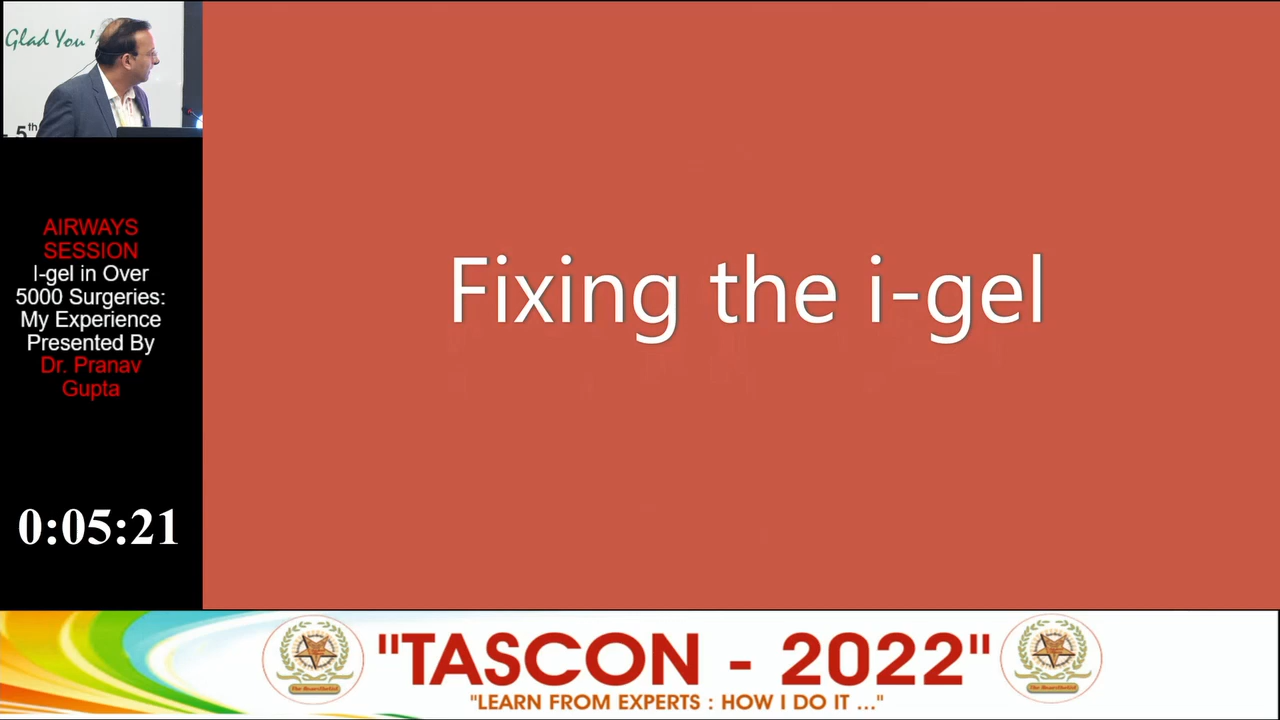 Glad You'
5th
AIRWAYS
SESSION
I-gel in Over
5000 Surgeries:
My Experience
Presented By
Dr. Pranav
Gupta
0:05:21
Fixing the i-gel
"TASCON - 2022"
"LEARN FROM EXPERTS : HOW I DO IT ..."